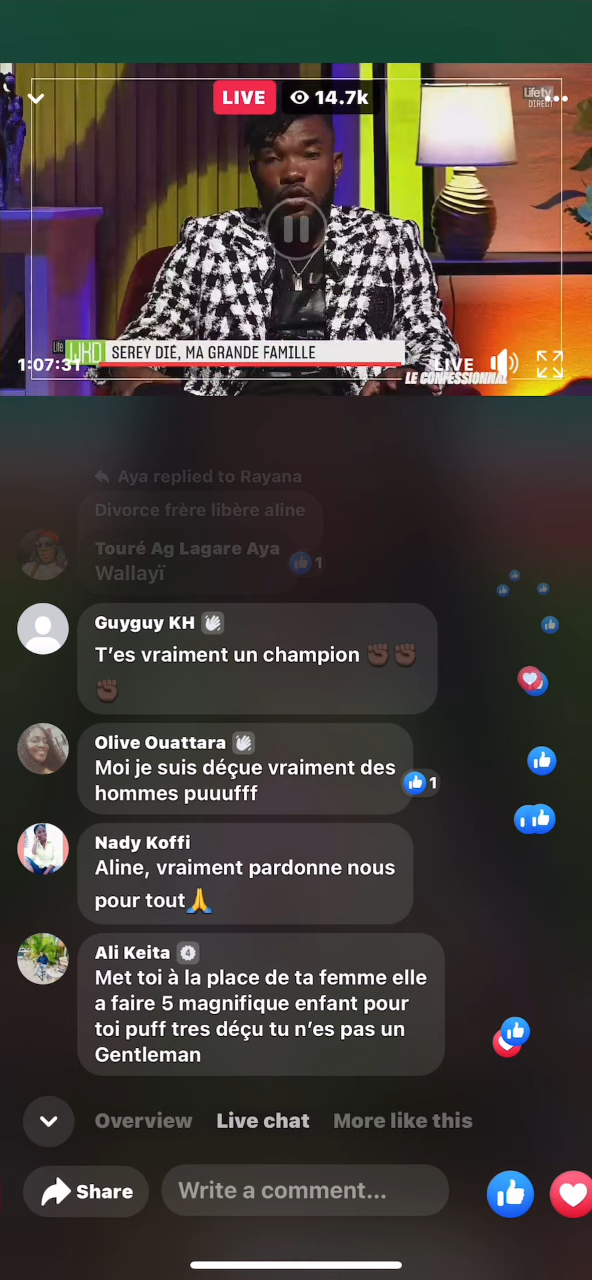 LIVE 14.7k
Lifetv
DIRECT
Life WKD SEREY DIÉ, MA GRANDE FAMILLE
1:07:31
LIVE
LE CONFESSIONNAL
Aya replied to Rayana
Divorce frère libère aline
Touré Ag Lagare Aya
Wallayï
1
Guyguy KH
T’es vraiment un champion ✊🏿✊🏿
✊🏿
Olive Ouattara
Moi je suis déçue vraiment des
hommes puuufff
1
Nady Koffi
Aline, vraiment pardonne nous
pour tout🙏
Ali Keita 4
Met toi à la place de ta femme elle
a faire 5 magnifique enfant pour
toi puff tres déçu tu n’es pas un
Gentleman
Overview Live chat More like this
Share Write a comment...